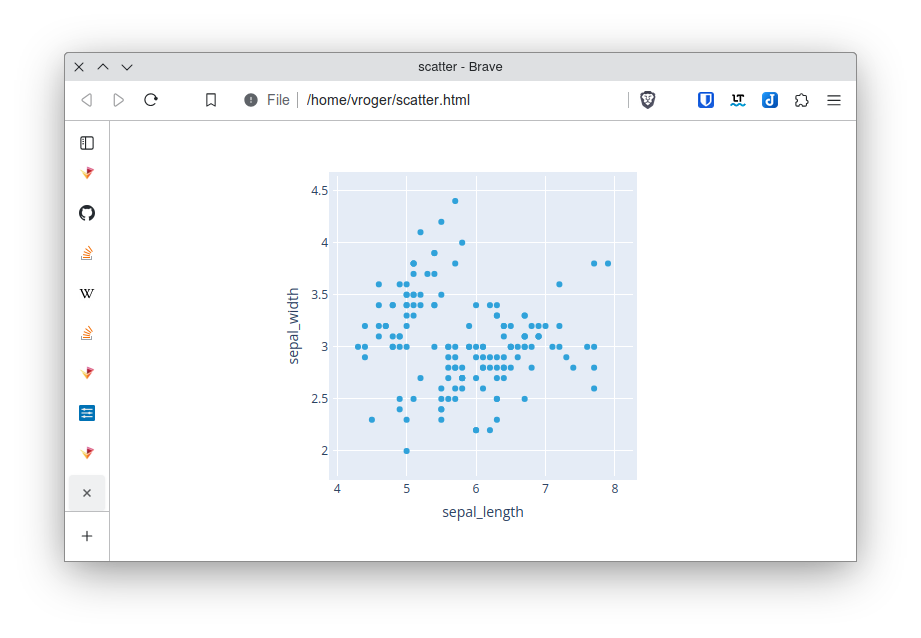 scatter - Brave
File /home/vroger/scatter.html
LT
W
4.5
4
3.5
3
2.5
2
sepal_width
4 5 6 7 8
sepal_length